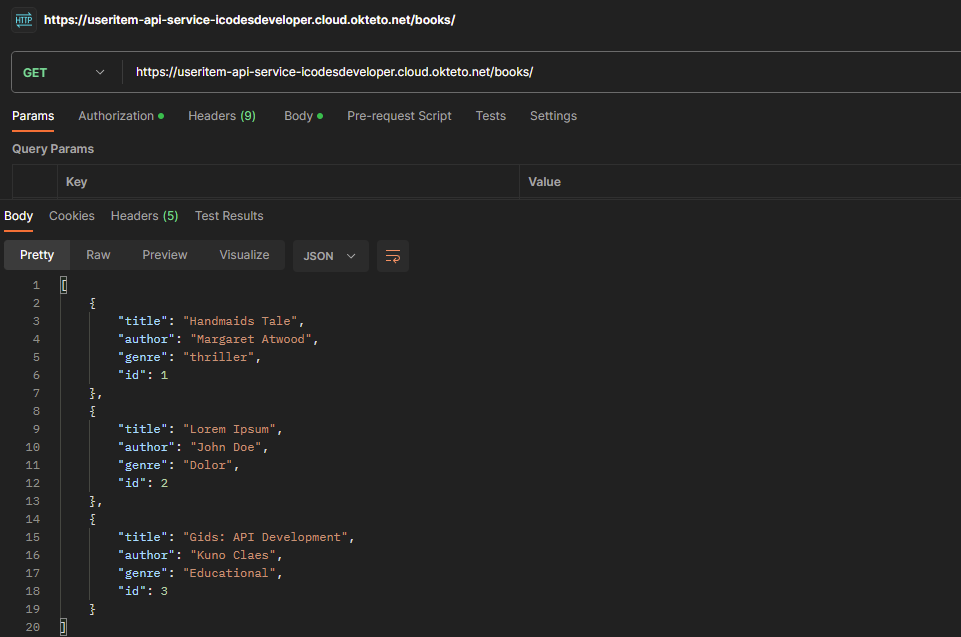 HTTP https://useritem-api-service-icodesdeveloper.cloud.okteto.net/books/
GET https://useritem-api-service-icodesdeveloper.cloud.okteto.net/books/
Params Authorization Headers (9) Body Pre-request Script Tests Settings
Query Params
Key Value
Body Cookies Headers (5) Test Results
Pretty Raw Preview Visualize JSON
1 [
2 {
3 "title": "Handmaids Tale",
4 "author": "Margaret Atwood",
5 "genre": "thriller",
6 "id": 1
7 },
8 {
9 "title": "Lorem Ipsum",
10 "author": "John Doe",
11 "genre": "Dolor",
12 "id": 2
13 },
14 {
15 "title": "Gids: API Development",
16 "author": "Kuno Claes",
17 "genre": "Educational",
18 "id": 3
19 }
20 ]